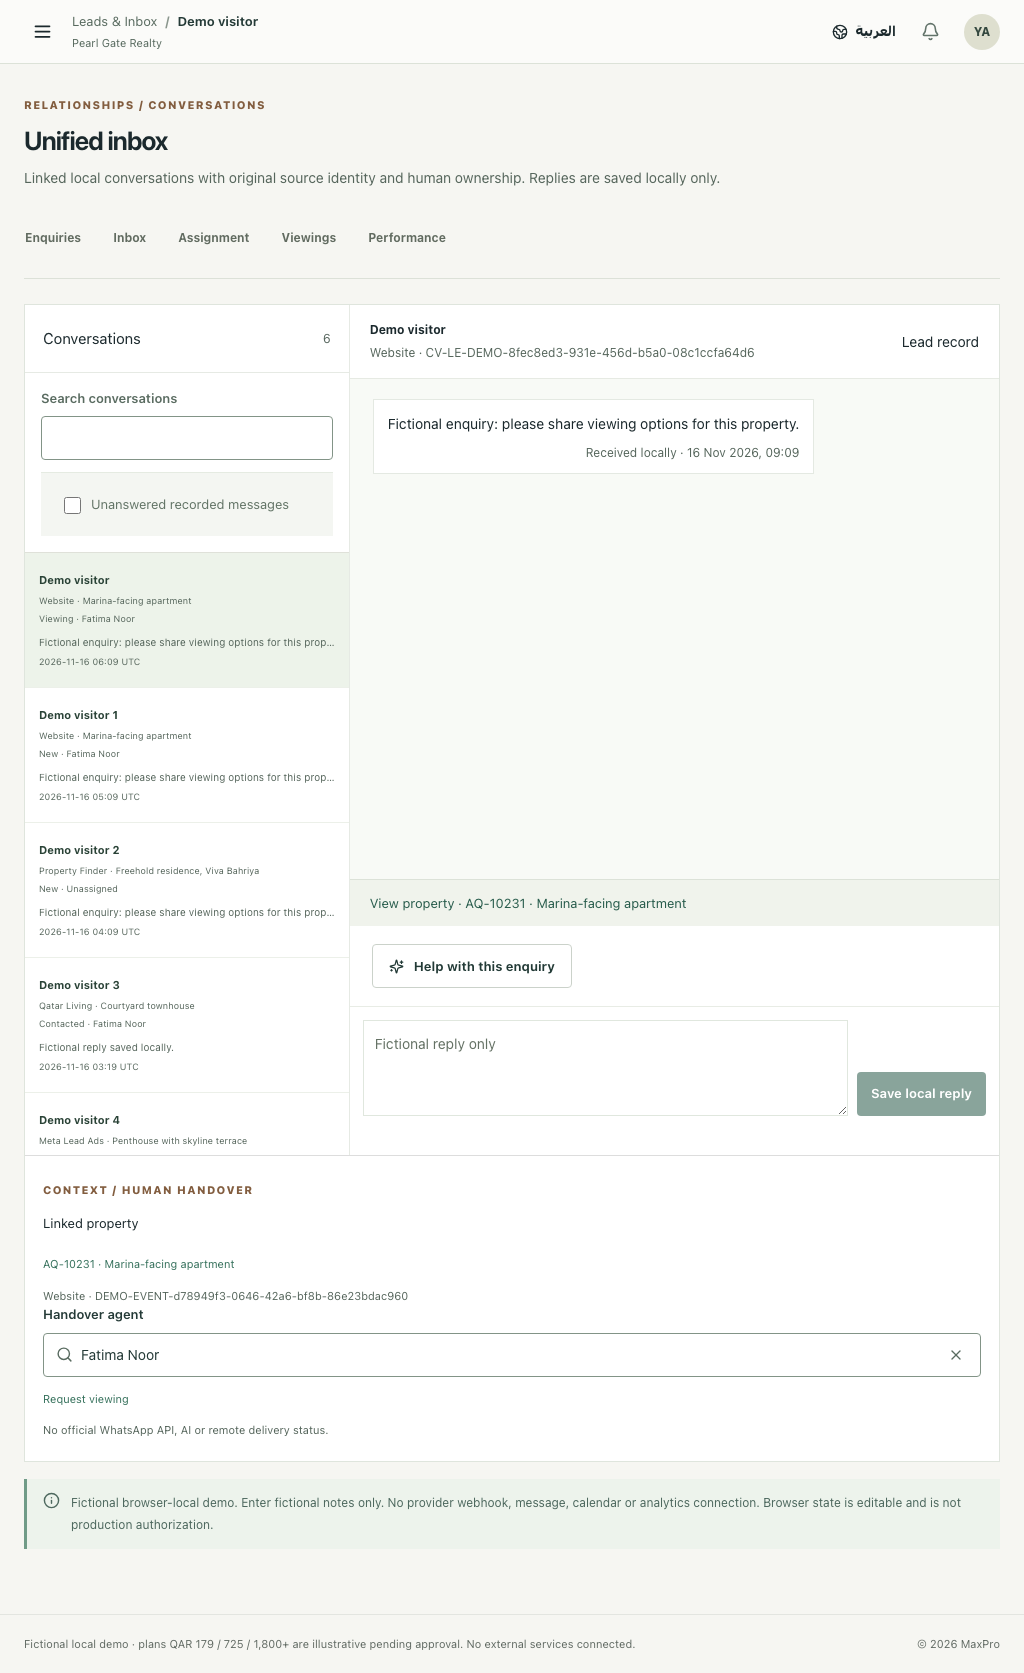 Leads & Inbox / Demo visitor
Pearl Gate Realty
العربية
YA
RELATIONSHIPS / CONVERSATIONS
Unified inbox
Linked local conversations with original source identity and human ownership. Replies are saved locally only.
Enquiries Inbox Assignment Viewings Performance
Conversations 6
Search conversations
Unanswered recorded messages
Demo visitor
Website · Marina-facing apartment
Viewing · Fatima Noor
Fictional enquiry: please share viewing options for this prop...
2026-11-16 06:09 UTC
Demo visitor 1
Website · Marina-facing apartment
New · Fatima Noor
Fictional enquiry: please share viewing options for this prop...
2026-11-16 05:09 UTC
Demo visitor 2
Property Finder · Freehold residence, Viva Bahriya
New · Unassigned
Fictional enquiry: please share viewing options for this prop...
2026-11-16 04:09 UTC
Demo visitor 3
Qatar Living · Courtyard townhouse
Contacted · Fatima Noor
Fictional reply saved locally.
2026-11-16 03:19 UTC
Demo visitor 4
Meta Lead Ads · Penthouse with skyline terrace
Demo visitor
Website · CV-LE-DEMO-8fec8ed3-931e-456d-b5a0-08c1ccfa64d6
Lead record
Fictional enquiry: please share viewing options for this property.
Received locally · 16 Nov 2026, 09:09
View property · AQ-10231 · Marina-facing apartment
Help with this enquiry
Fictional reply only
Save local reply
CONTEXT / HUMAN HANDOVER
Linked property
AQ-10231 · Marina-facing apartment
Website · DEMO-EVENT-d78949f3-0646-42a6-bf8b-86e23bdac960
Handover agent
Fatima Noor
Request viewing
No official WhatsApp API, AI or remote delivery status.
Fictional browser-local demo. Enter fictional notes only. No provider webhook, message, calendar or analytics connection. Browser state is editable and is not
production authorization.
Fictional local demo · plans QAR 179 / 725 / 1,800+ are illustrative pending approval. No external services connected.
© 2026 MaxPro